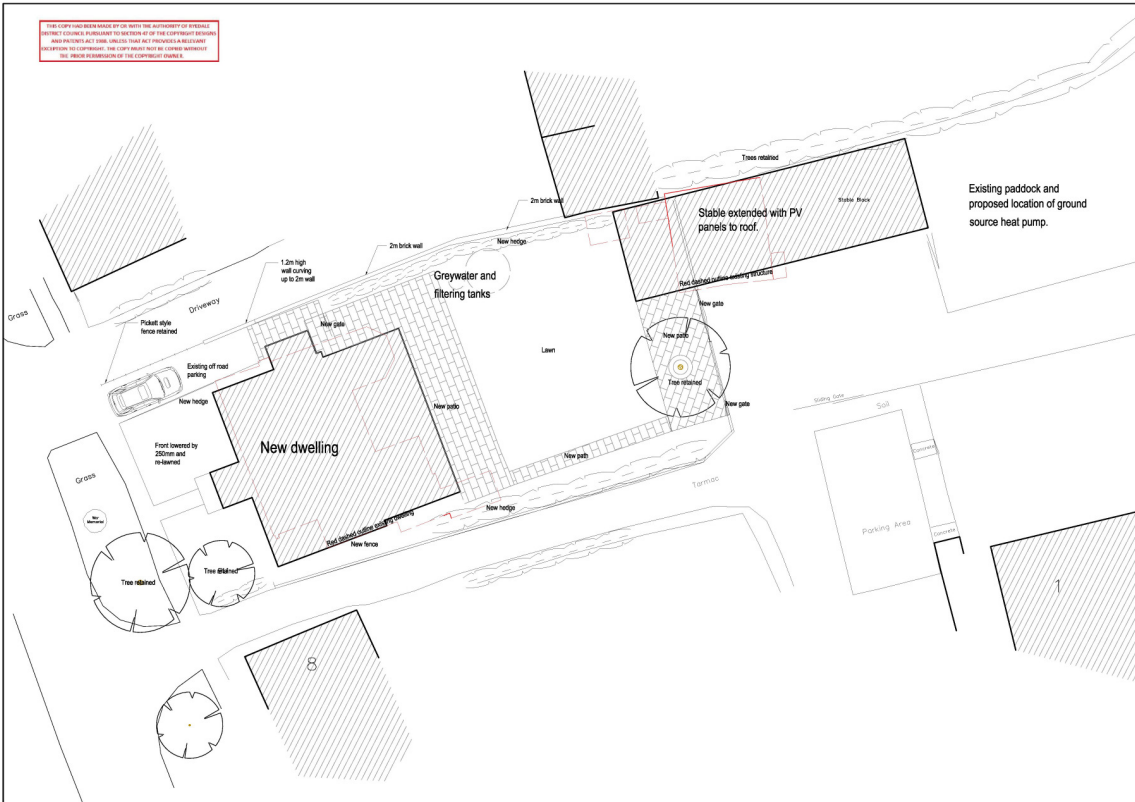 THIS COPY HAD BEEN MADE BY OR WITH THE AUTHORITY OF RYEDALE
DISTRICT COUNCIL PURSUANT TO SECTION 47 OF THE COPYRIGHT DESIGNS
AND PATENTS ACT 1988. UNLESS THAT ACT PROVIDES A RELEVANT
EXCEPTION TO COPYRIGHT, THE COPY MUST NOT BE COPIED WITHOUT
THE PRIOR PERMISSION OF THE COPYRIGHT OWNER.
Trees retained
Existing paddock and
proposed location of ground
source heat pump.
Stable Block
2m brick wall
Stable extended with PV
panels to roof.
New hedge
2m brick wall
1.2m high
wall curving
up to 2m wall
Greywater and
filtering tanks
Red dashed outline existing structure
New gate
Driveway
Grass
Pickett style
fence retained
New gate
New patio
Lawn
Existing off road
parking
Tree retained
New hedge
New patio
New gate
Sliding Gate
Soil
Front lowered by
250mm and
re-lawned
New dwelling
Concrete
New path
Grass
Tarmac
War
Memorial
New hedge
Parking Area
Red dashed outline existing dwelling
Concrete
New fence
Tree retained
Tree retained
1
8